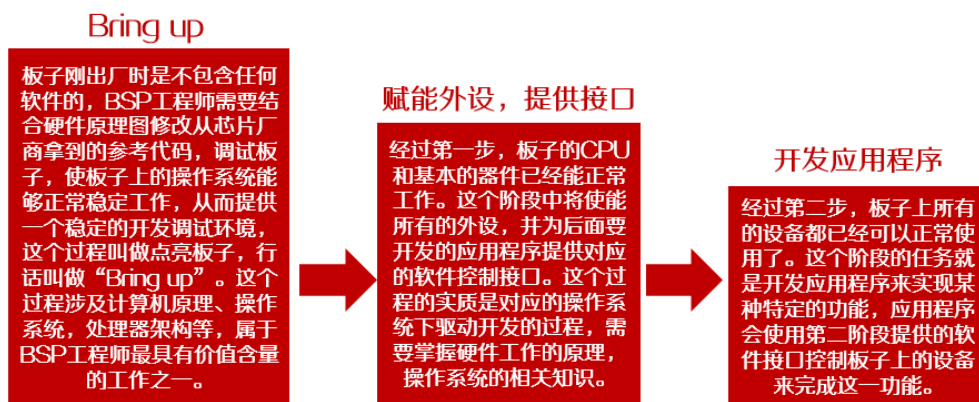 Bring up
板子刚出厂时是不包含任何
软件的，BSP工程师需要结
合硬件原理图修改从芯片厂
商拿到的参考代码，调试板
子，使板子上的操作系统能
够正常稳定工作，从而提供
一个稳定的开发调试环境，
这个过程叫做点亮板子，行
话叫做“Bring up”。这个
过程涉及计算机原理、操作
系统，处理器架构等，属于
BSP工程师最具有价值含量
的工作之一。
赋能外设，提供接口
经过第一步，板子的CPU
和基本的器件已经能正常
工作。这个阶段中将使能
所有的外设，并为后面要
开发的应用程序提供对应
的软件控制接口。这个过
程的实质是对应的操作系
统下驱动开发的过程，需
要掌握硬件工作的原理，
操作系统的相关知识。
开发应用程序
经过第二步，板子上所有
的设备都已经可以正常使
用了。这个阶段的任务就
是开发应用程序来实现某
种特定的功能，应用程序
会使用第二阶段提供的软
件接口控制板子上的设备
来完成这一功能。